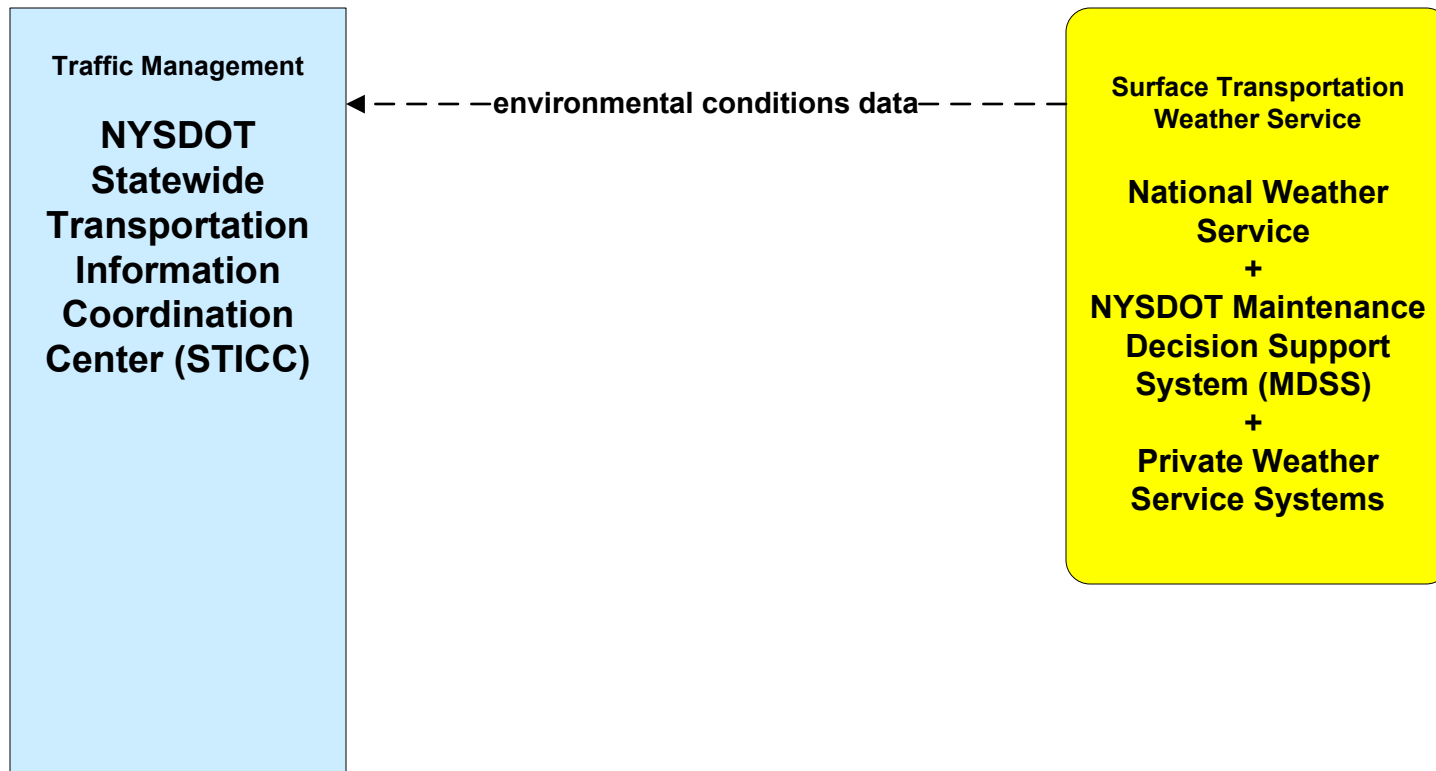 Traffic Management
NYSDOT
Statewide
Transportation
Information
Coordination
Center (STICC)
environmental conditions data
Surface Transportation
Weather Service
National Weather
Service
+
NYSDOT Maintenance
Decision Support
System (MDSS)
+
Private Weather
Service Systems